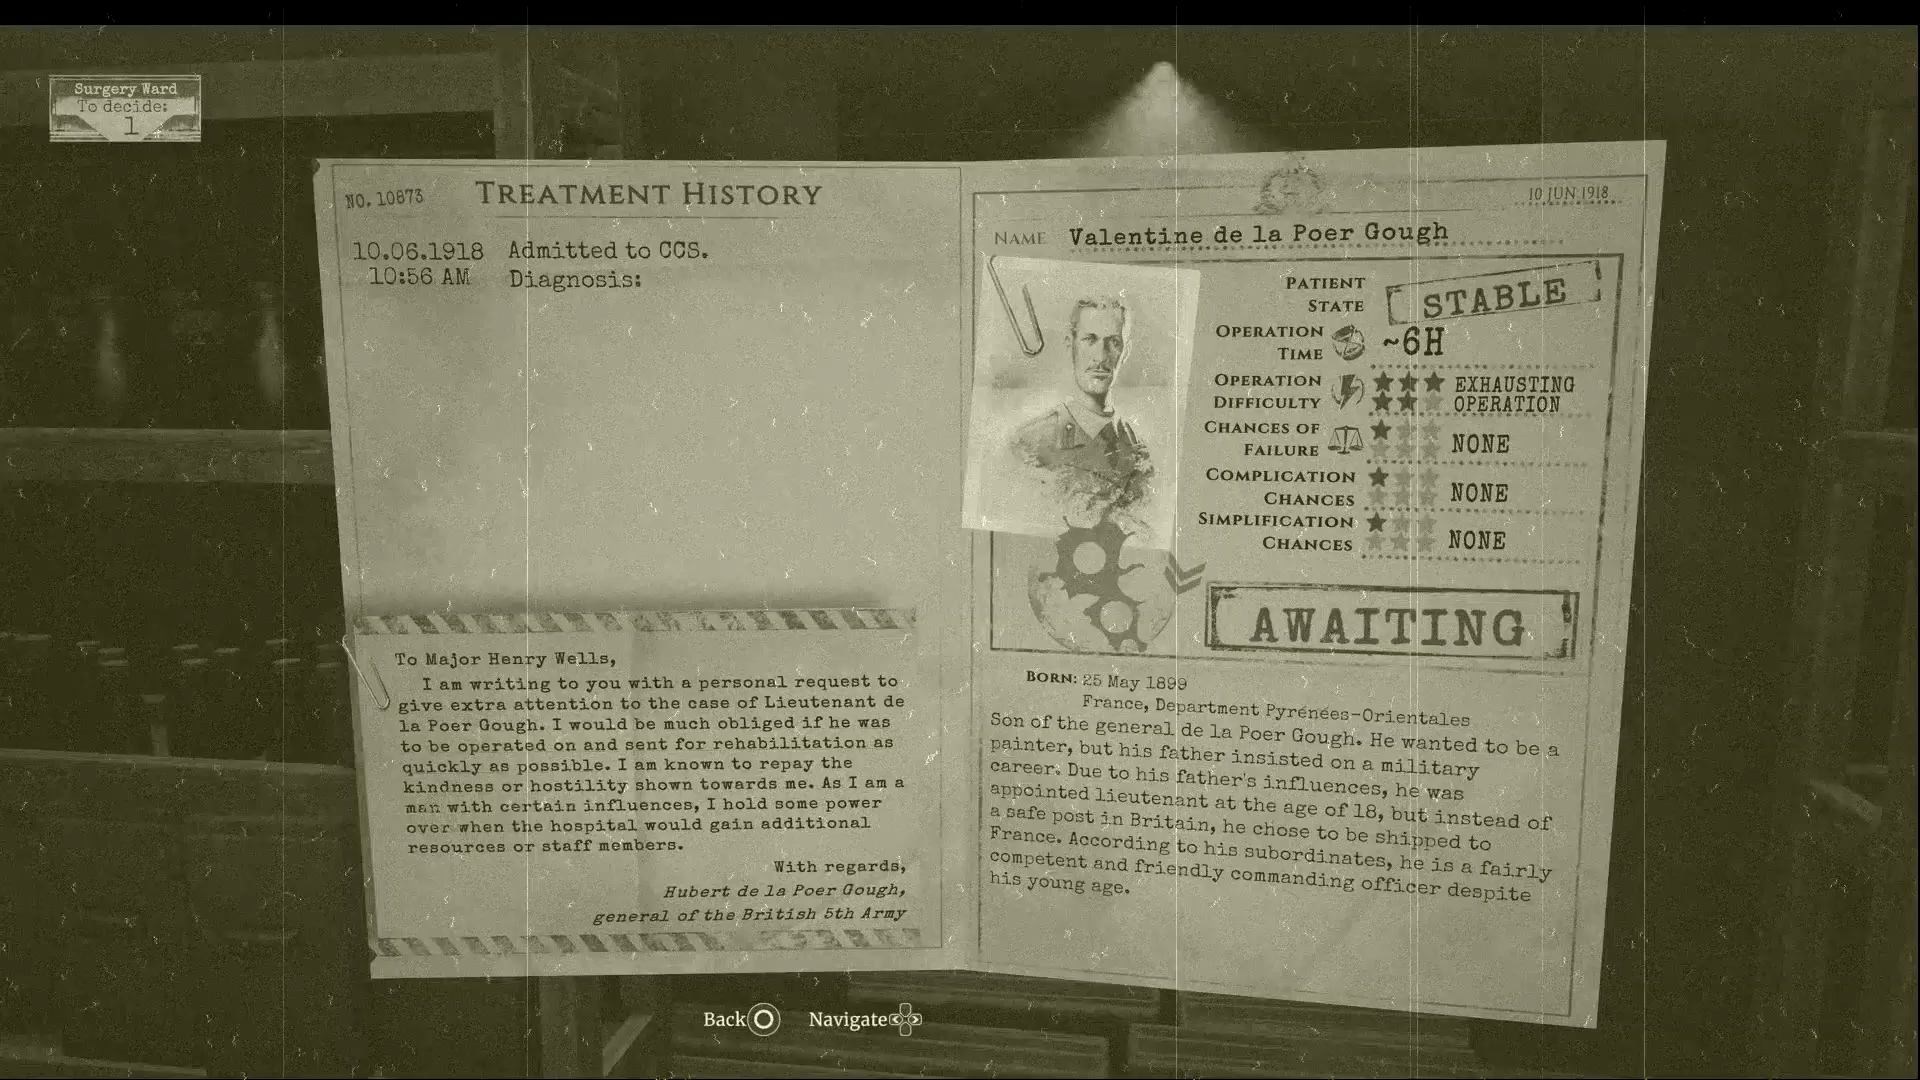 Surgery Ward
To decide:
1
NO. 10873
TREATMENT HISTORY
10.06.1918 Admitted to CCS.
10:56 AM Diagnosis:
To Major Henry Wells,
I am writing to you with a personal request to
give extra attention to the case of Lieutenant de
la Poer Gough. I would be much obliged if he was
to be operated on and sent for rehabilitation as
quickly as possible. I am known to repay the
kindness or hostility shown towards me. As I am a
man with certain influences, I hold some power
over when the hospital would gain additional
resources or staff members.
With regards,
Hubert de la Poer Gough,
general of the British 5th Army
10 JUN 1918
NAME Valentine de la Poer Gough
PATIENT
STATE
STABLE
OPERATION
TIME
~6H
OPERATION
DIFFICULTY
EXHAUSTING
OPERATION
CHANCES OF
FAILURE
NONE
COMPLICATION
CHANCES
NONE
SIMPLIFICATION
CHANCES
NONE
AWAITING
BORN: 25 May 1899
France, Department Pyrénées-Orientales
Son of the general de la Poer Gough. He wanted to be a
painter, but his father insisted on a military
career. Due to his father's influences, he was
appointed lieutenant at the age of 18, but instead of
a safe post in Britain, he chose to be shipped to
France. According to his subordinates, he is a fairly
competent and friendly commanding officer despite
his young age.
Back Navigate